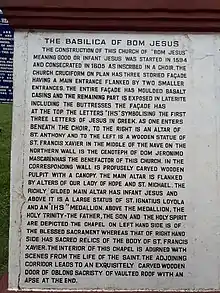 THE BASILICA OF BOM JESUS
THE CONSTRUCTION OF THIS CHURCH OF "BOM JESUS"
MEANING GOOD OR INFANT JESUS WAS STARTED IN 1594
AND CONSECRATED IN 1605 AS INSCRIBED IN A CHOIR. THE
CHURCH CRUCIFORM ON PLAN HAS THREE STORIED FAÇADE
HAVING A MAIN ENTRANCE FLANKED BY TWO SMALLER
ENTRANCES. THE ENTIRE FAÇADE HAS MOULDED BASALT
CASING AND THE REMAINING PART IS EXPOSED IN LATERITE
INCLUDING THE BUTTRESSES. THE FAÇADE HAS
AT THE TOP THE LETTERS "IHS" SYMBOLISING THE FIRST
THREE LETTERS OF JESUS IN GREEK. AS ONE ENTERS
BENEATH THE CHOIR, TO THE RIGHT IS AN ALTAR OF
ST. ANTHONY AND TO THE LEFT IS A WOODEN STATUE OF
ST. FRANCIS XAVIER. IN THE MIDDLE OF THE NAVE ON THE
NORTHERN WALL IS THE CENOTEPH OF DOM JERONIMO
MASCARENHAS THE BENEFACTOR OF THIS CHURCH. IN THE
CORRESPONDING WALL IS PROFUSELY CARVED WOODEN
PULPIT WITH A CANOPY. THE MAIN ALTAR IS FLANKED
BY ALTARS OF OUR LADY OF HOPE AND ST. MICHAEL. THE
RICHLY GILDED MAIN ALTAR HAS INFANT JESUS AND
ABOVE IT IS A LARGE STATUE OF ST. IGNATIUS LOYOLA
AND AN "IHS" MEDALLION. ABOVE THE MEDALLION, THE
HOLY TRINITY-THE FATHER, THE SON AND THE HOLY SPIRIT
ARE DEPICTED THE CHAPEL ON LEFT HAND SIDE IS OF
THE BLESSED SACRAMENT WHEREAS THAT OF RIGHT HAND
SIDE HAS SACRED RELICS OF THE BODY OF ST. FRANCIS
XAVIER. THE INTERIOR OF THIS CHAPEL IS ADORNED WITH
SCENES FROM THE LIFE OF THE SAINT. THE ADJOINING
CORRIDOR LEADS TO AN EXQUISITELY CARVED WOODEN
DOOR OF OBLONG SACRISTY OF VAULTED ROOF WITH AN
APSE AT THE END.